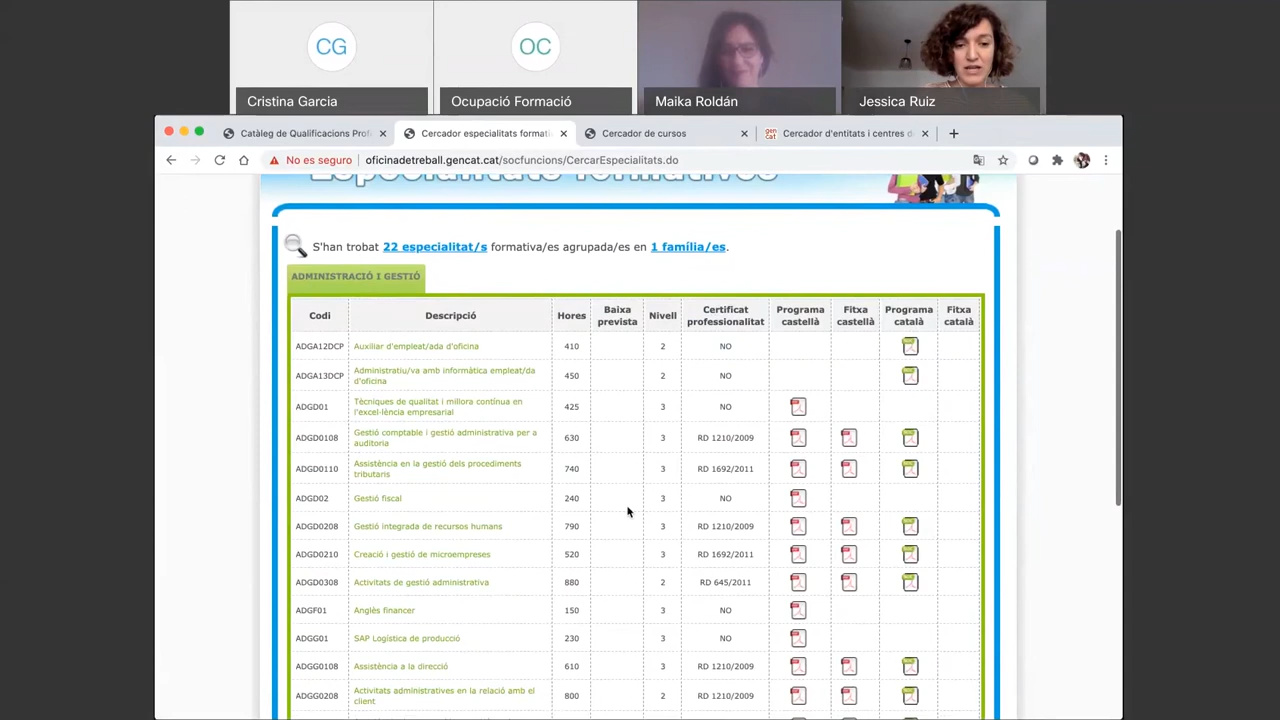 CG
OC
Cristina Garcia
Ocupació Formació
Maika Roldán
Jessica Ruiz
Catàleg de Qualificacions Prof
Cercador especialitats formati
Cercador de cursos
gen
cat
Cercador d'entitats i centres d
No es seguro
oficinadetreball.gencat.cat/socfuncions/CercarEspecialitats.do
Especialitats formatives
S'han trobat 22 especialitat/s formativa/es agrupada/es en 1 família/es.
ADMINISTRACIÓ I GESTIÓ
Codi Descripció Hores Baixa prevista Nivell Certificat professionalitat Programa castellà Fitxa castellà Programa català Fitxa català
ADGA12DCP Auxiliar d'empleat/ada d'oficina 410 2 NO
ADGA13DCP Administratiu/va amb informàtica empleat/da d'oficina 450 2 NO
ADGD01 Tècniques de qualitat i millora contínua en l'excel·lència empresarial 425 3 NO
ADGD0108 Gestió comptable i gestió administrativa per a auditoria 630 3 RD 1210/2009
ADGD0110 Assistència en la gestió dels procediments tributaris 740 3 RD 1692/2011
ADGD02 Gestió fiscal 240 3 NO
ADGD0208 Gestió integrada de recursos humans 790 3 RD 1210/2009
ADGD0210 Creació i gestió de microempreses 520 3 RD 1692/2011
ADGD0308 Activitats de gestió administrativa 880 2 RD 645/2011
ADGF01 Anglès financer 150 3 NO
ADGG01 SAP Logística de producció 230 3 NO
ADGG0108 Assistència a la direcció 610 3 RD 1210/2009
ADGG0208 Activitats administratives en la relació amb el client 800 2 RD 1210/2009